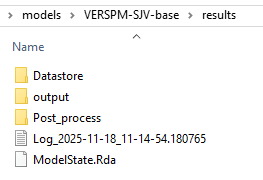 models > VERSPM-SJV-base > results
Name
Datastore
output
Post_process
Log_2025-11-18_11-14-54.180765
ModelState.Rda